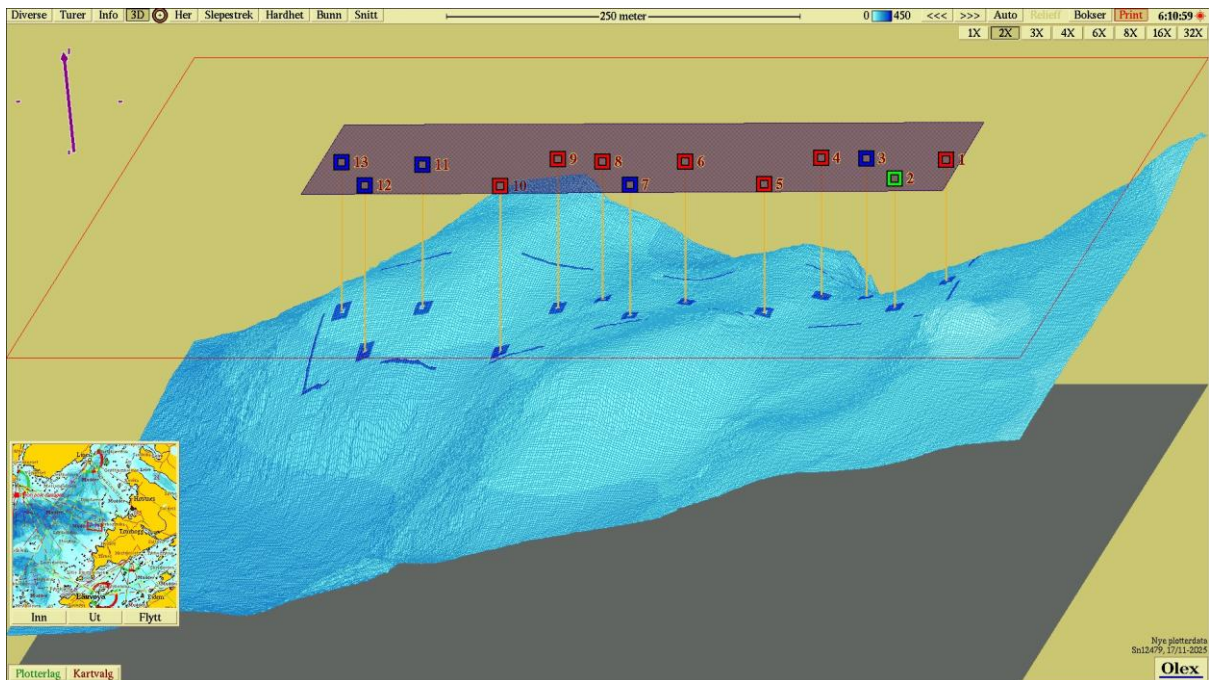 Diverse Turer Info 3D Her Slepestrek Hardhet Bunn Snitt 250 meter 0 450 <<< >>> Auto Relieff Bokser Print 6:10:59
1X 2X 3X 4X 6X 8X 16X 32X
13 11 9 8 6 4 3 1
12 10 7 5 2
Inn Ut Flytt
Nye plotterdata
Sn12479, 17/11-2025
Plotterlag Kartvalg Olex